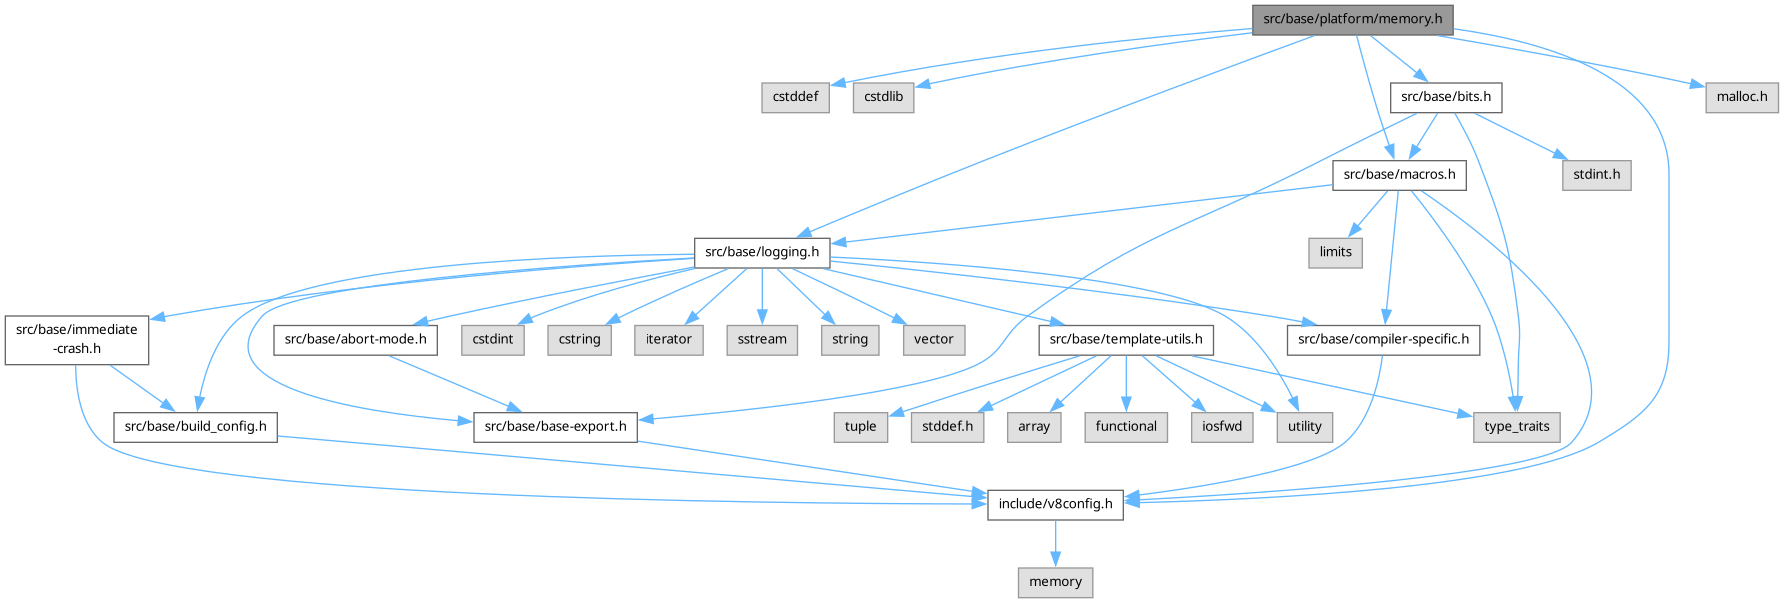 src/base/platform/memory.h
cstddef
cstdlib
src/base/bits.h
malloc.h
src/base/macros.h
stdint.h
src/base/logging.h
limits
src/base/immediate
-crash.h
src/base/abort-mode.h
cstdint
cstring
iterator
sstream
string
vector
src/base/template-utils.h
src/base/compiler-specific.h
src/base/build_config.h
src/base/base-export.h
tuple
stddef.h
array
functional
iosfwd
utility
type_traits
include/v8config.h
memory